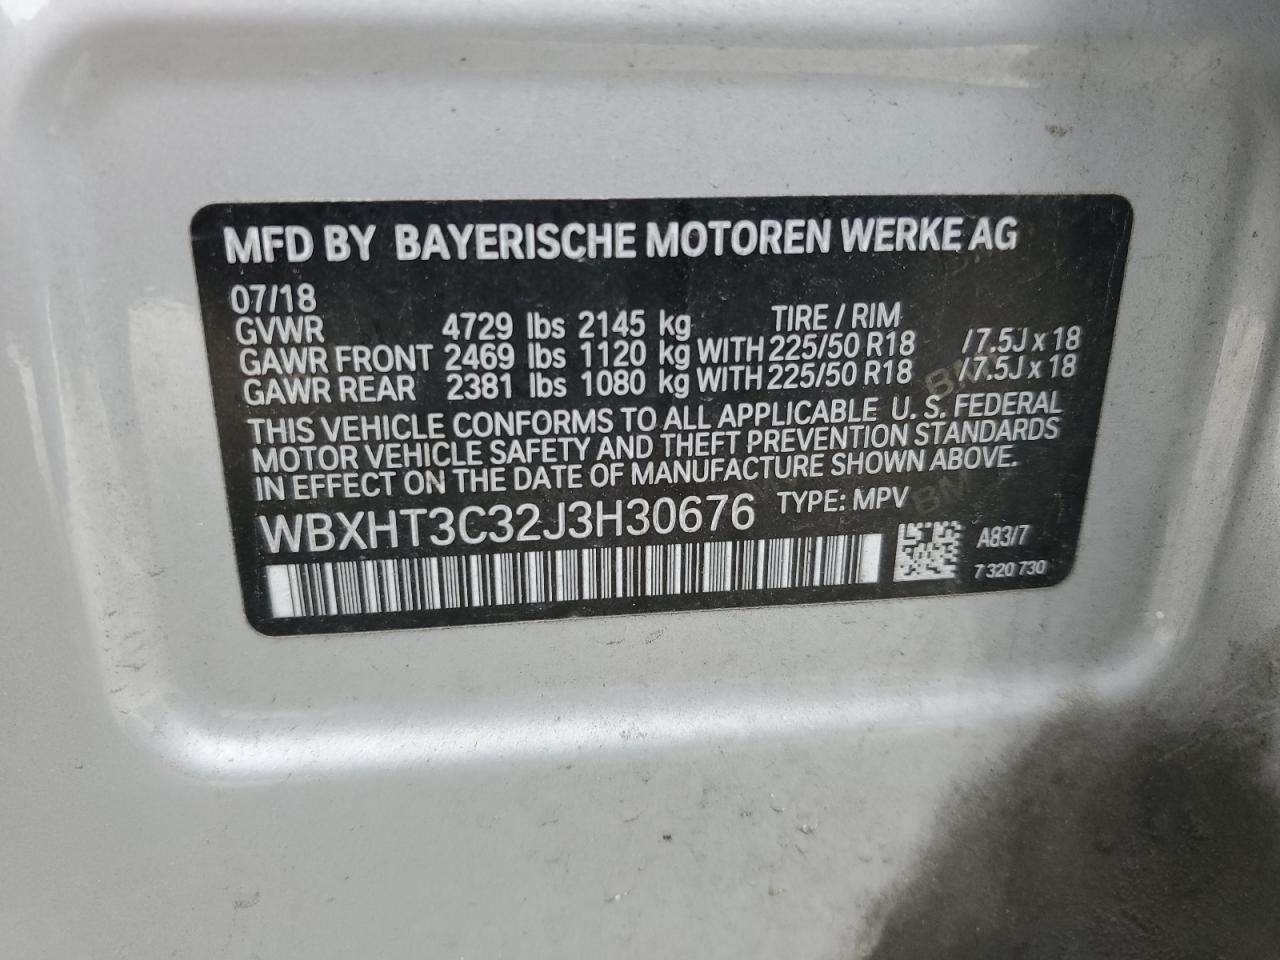 MFD BY BAYERISCHE MOTOREN WERKE AG
07/18
GVWR 4729 lbs 2145 kg TIRE / RIM
GAWR FRONT 2469 lbs 1120 kg WITH 225/50 R18 / 7.5J x 18
GAWR REAR 2381 lbs 1080 kg WITH 225/50 R18 / 7.5J x 18
THIS VEHICLE CONFORMS TO ALL APPLICABLE U. S. FEDERAL
MOTOR VEHICLE SAFETY AND THEFT PREVENTION STANDARDS
IN EFFECT ON THE DATE OF MANUFACTURE SHOWN ABOVE.
WBXHT3C32J3H30676 TYPE: MPV
A83/7
7 320 730